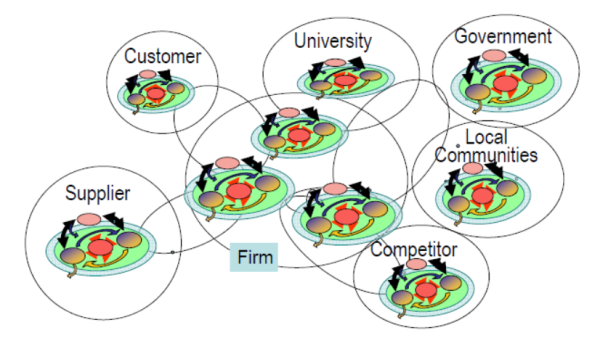 Customer
University
Government
Local
Communities
Supplier
Firm
Competitor